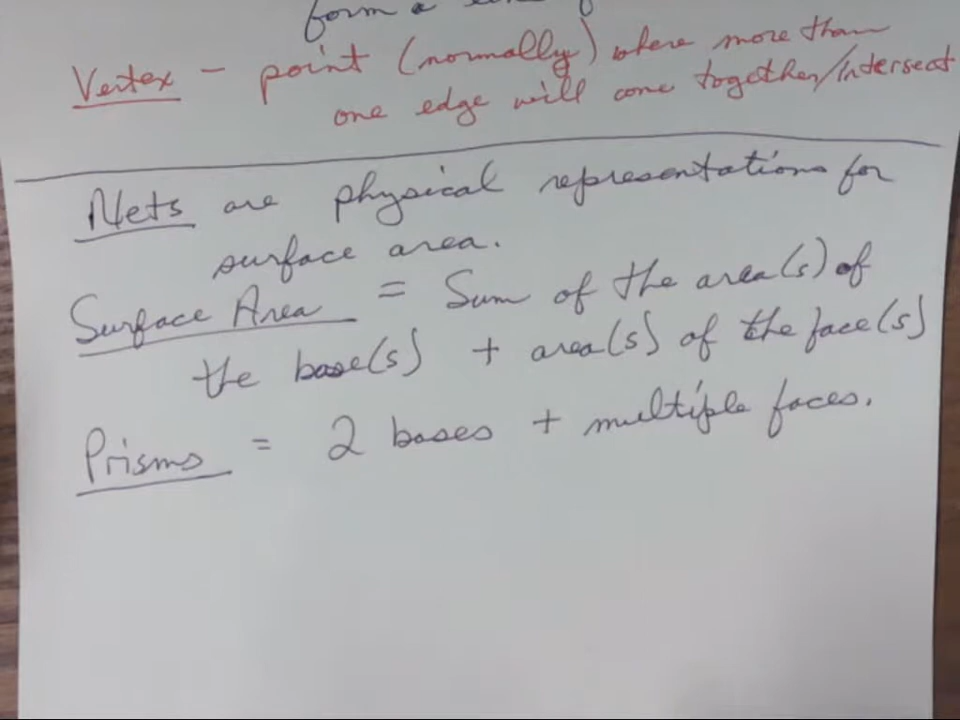 form a
Vertex - point (normally) where more than
one edge will come together/intersect
Nets are physical representations for
surface area.
Surface Area = Sum of the area(s) of
the base(s) + area(s) of the face(s)
Prisms = 2 bases + multiple faces.